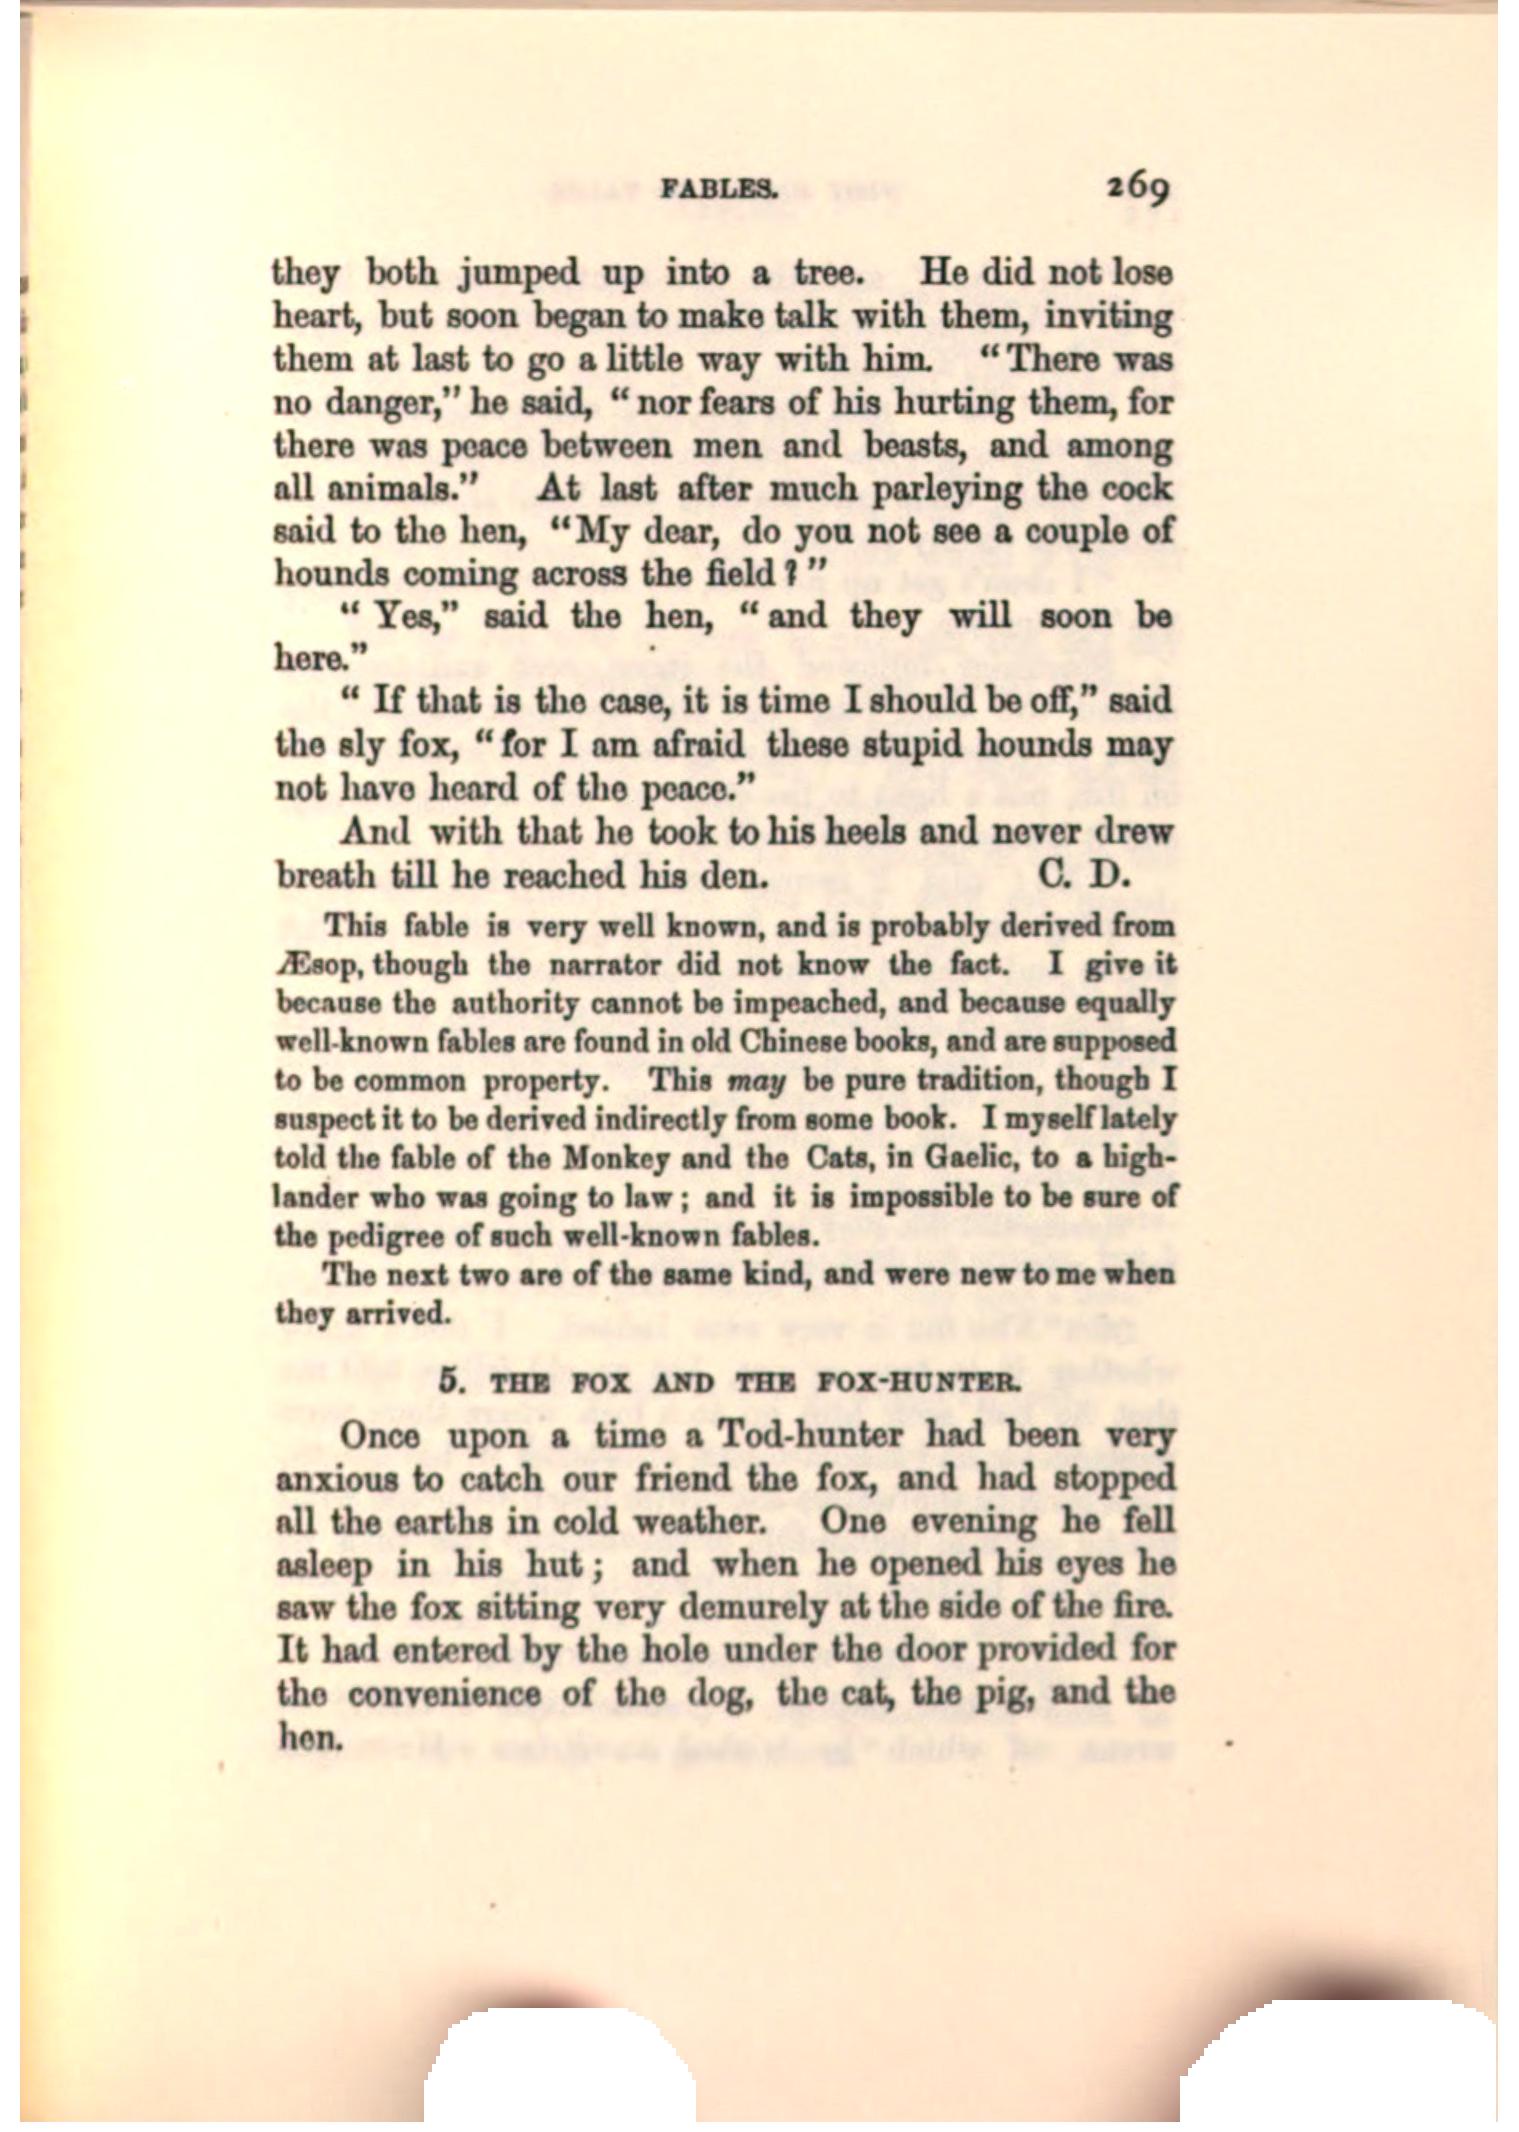 FABLES. 269
they both jumped up into a tree. He did not lose
heart, but soon began to make talk with them, inviting
them at last to go a little way with him. “There was
no danger,” he said, “nor fears of his hurting them, for
there was peace between men and beasts, and among
all animals.” At last after much parleying the cock
said to the hen, “My dear, do you not see a couple of
hounds coming across the field?”
“Yes,” said the hen, “and they will soon be
here.”
“If that is the case, it is time I should be off,” said
the sly fox, “for I am afraid these stupid hounds may
not have heard of the peace.”
And with that he took to his heels and never drew
breath till he reached his den. C. D.
This fable is very well known, and is probably derived from
Æsop, though the narrator did not know the fact. I give it
because the authority cannot be impeached, and because equally
well-known fables are found in old Chinese books, and are supposed
to be common property. This may be pure tradition, though I
suspect it to be derived indirectly from some book. I myself lately
told the fable of the Monkey and the Cats, in Gaelic, to a high-
lander who was going to law; and it is impossible to be sure of
the pedigree of such well-known fables.
The next two are of the same kind, and were new to me when
they arrived.
5. THE FOX AND THE FOX-HUNTER.
Once upon a time a Tod-hunter had been very
anxious to catch our friend the fox, and had stopped
all the earths in cold weather. One evening he fell
asleep in his hut; and when he opened his eyes he
saw the fox sitting very demurely at the side of the fire.
It had entered by the hole under the door provided for
the convenience of the dog, the cat, the pig, and the
hen.